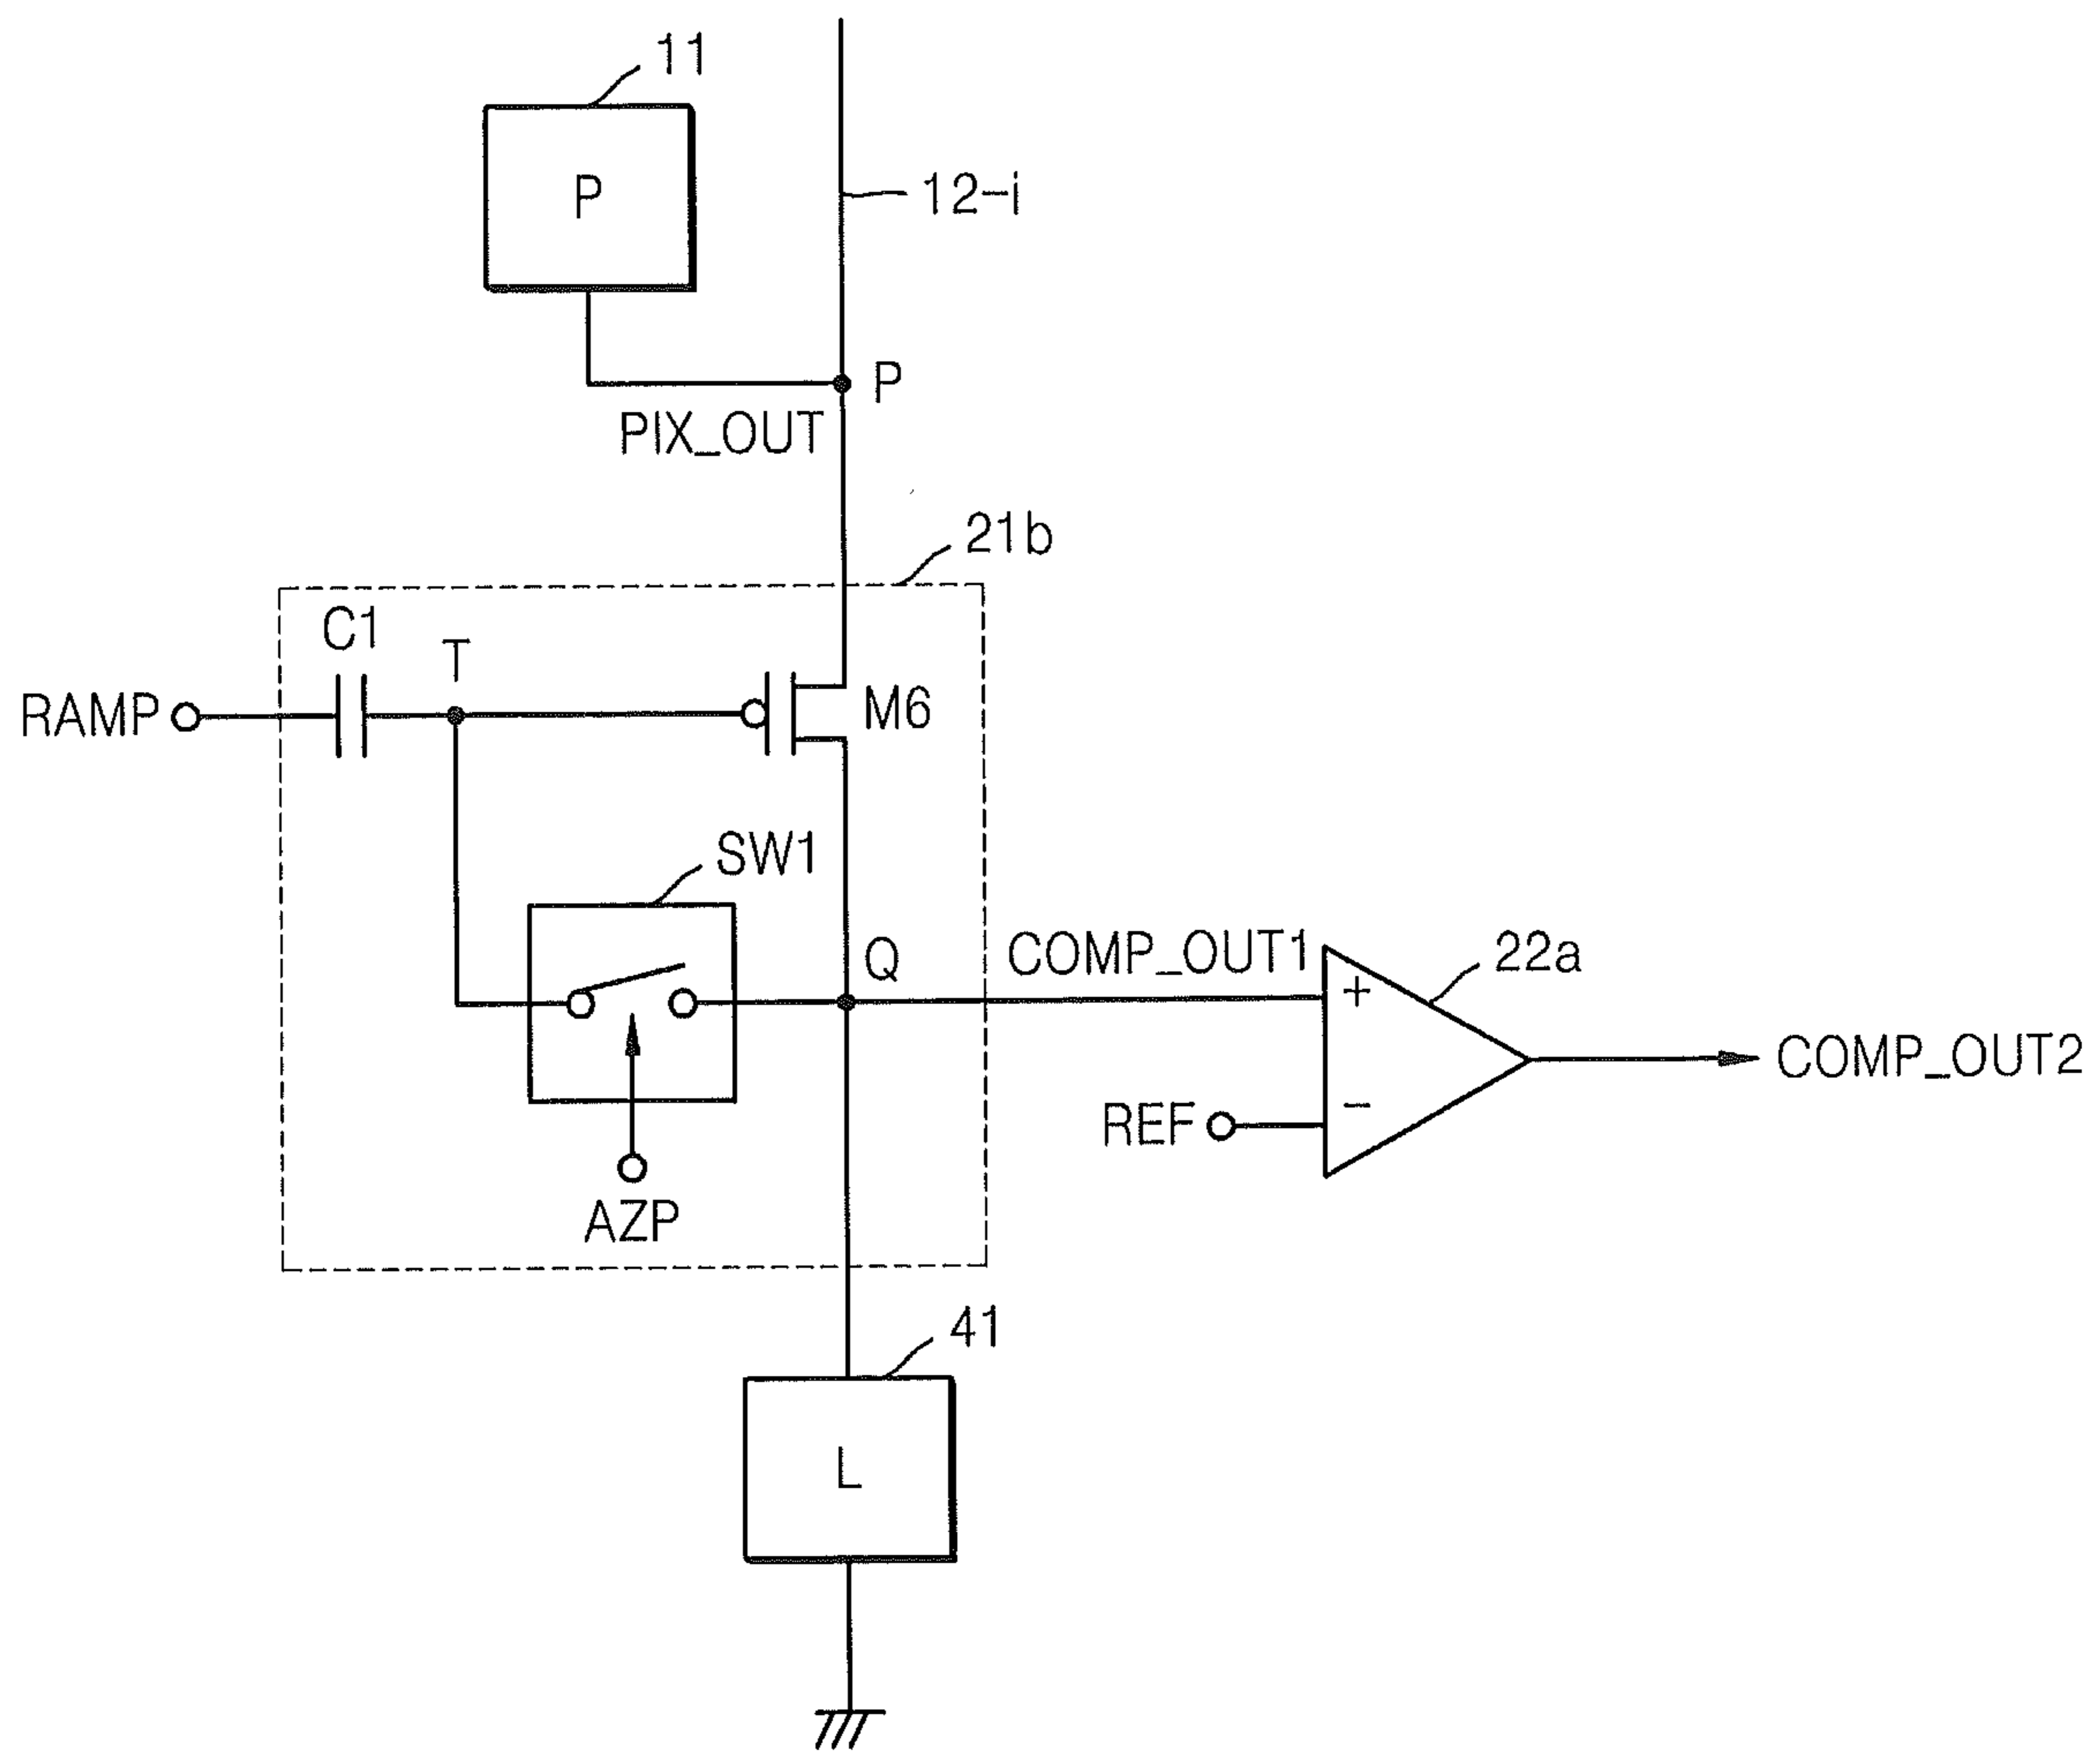 11
P
12-i
P
PIX_OUT
21b
C1
T
RAMP
M6
SW1
Q
COMP_OUT1
22a
+
COMP_OUT2
−
REF
AZP
41
L